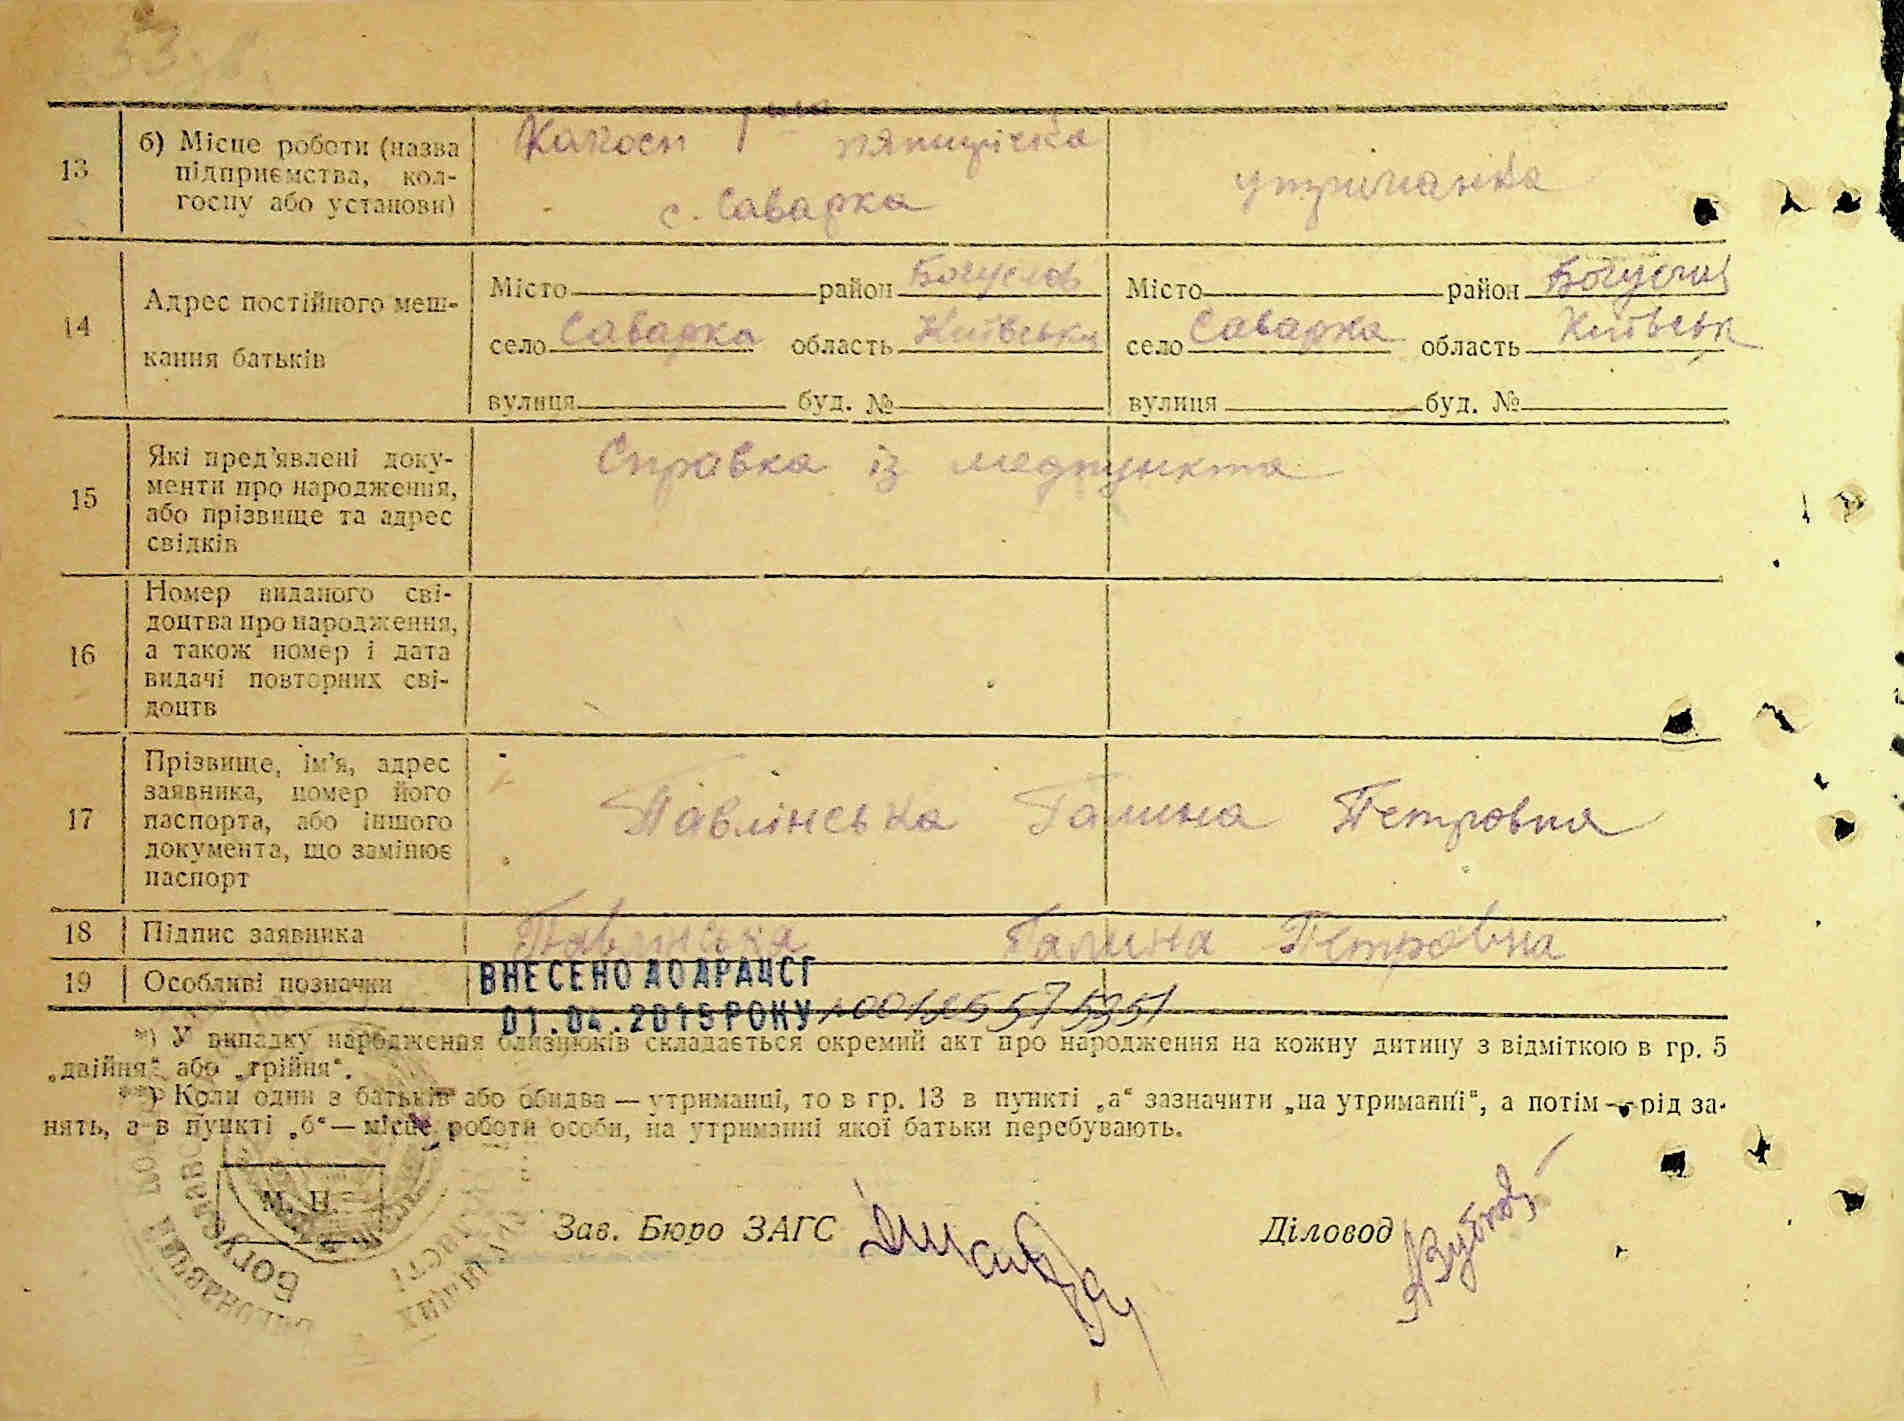 13
б) Місце роботи (назва
підприємства, кол-
госпу або установи)
пятирічка
с. Саварка
утриманка
14
Адрес постійного меш-
кання батьків
Місто район Богуслав
село Саварка область Київська
вулиця буд. №
Місто район
село Саварка область Київськ
вулиця буд. №
15
Які пред'явлені доку-
менти про народження,
або прізвище та адрес
свідків
Справка із медпункта
16
Номер виданого сві-
доцтва про народження,
а також номер і дата
видачі повторних сві-
доцтв
17
Прізвище, ім'я, адрес
заявника, номер його
паспорта, або іншого
документа, що замінює
паспорт
Павлінська Галина Петровна
18
Підпис заявника
Павлинська Галина Петровна
19
Особливі позначки
ВНЕСЕНО ДО ДРАЦСГ
01.04.2015 РОКУ
*) У випадку народження близнюків складається окремий акт про народження на кожну дитину з відміткою в гр. 5
„двійня“ або „трійня“.
**) Коли один з батьків або обидва — утриманці, то в гр. 13 в пункті „а“ зазначити „на утриманні“, а потім — рід за-
нять, а в пункті „б“ — місце роботи особи, на утриманні якої батьки перебувають.
М. П.
Зав. Бюро ЗАГС
Діловод